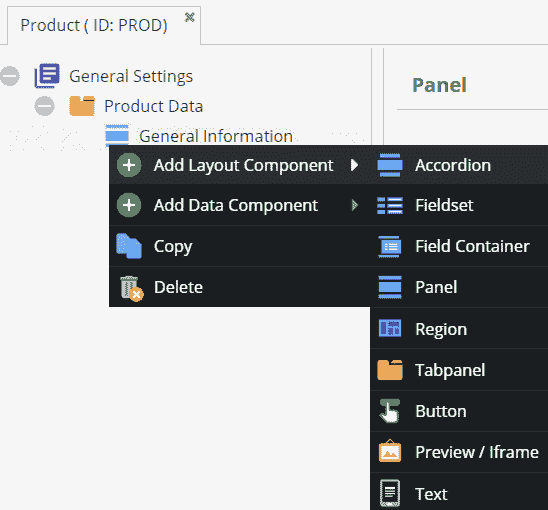 Product ( ID: PROD)
General Settings
Panel
Product Data
General Information
Add Layout Component
Accordion
Add Data Component
Fieldset
Copy
Field Container
Delete
Panel
Region
Tabpanel
Button
Preview / Iframe
Text